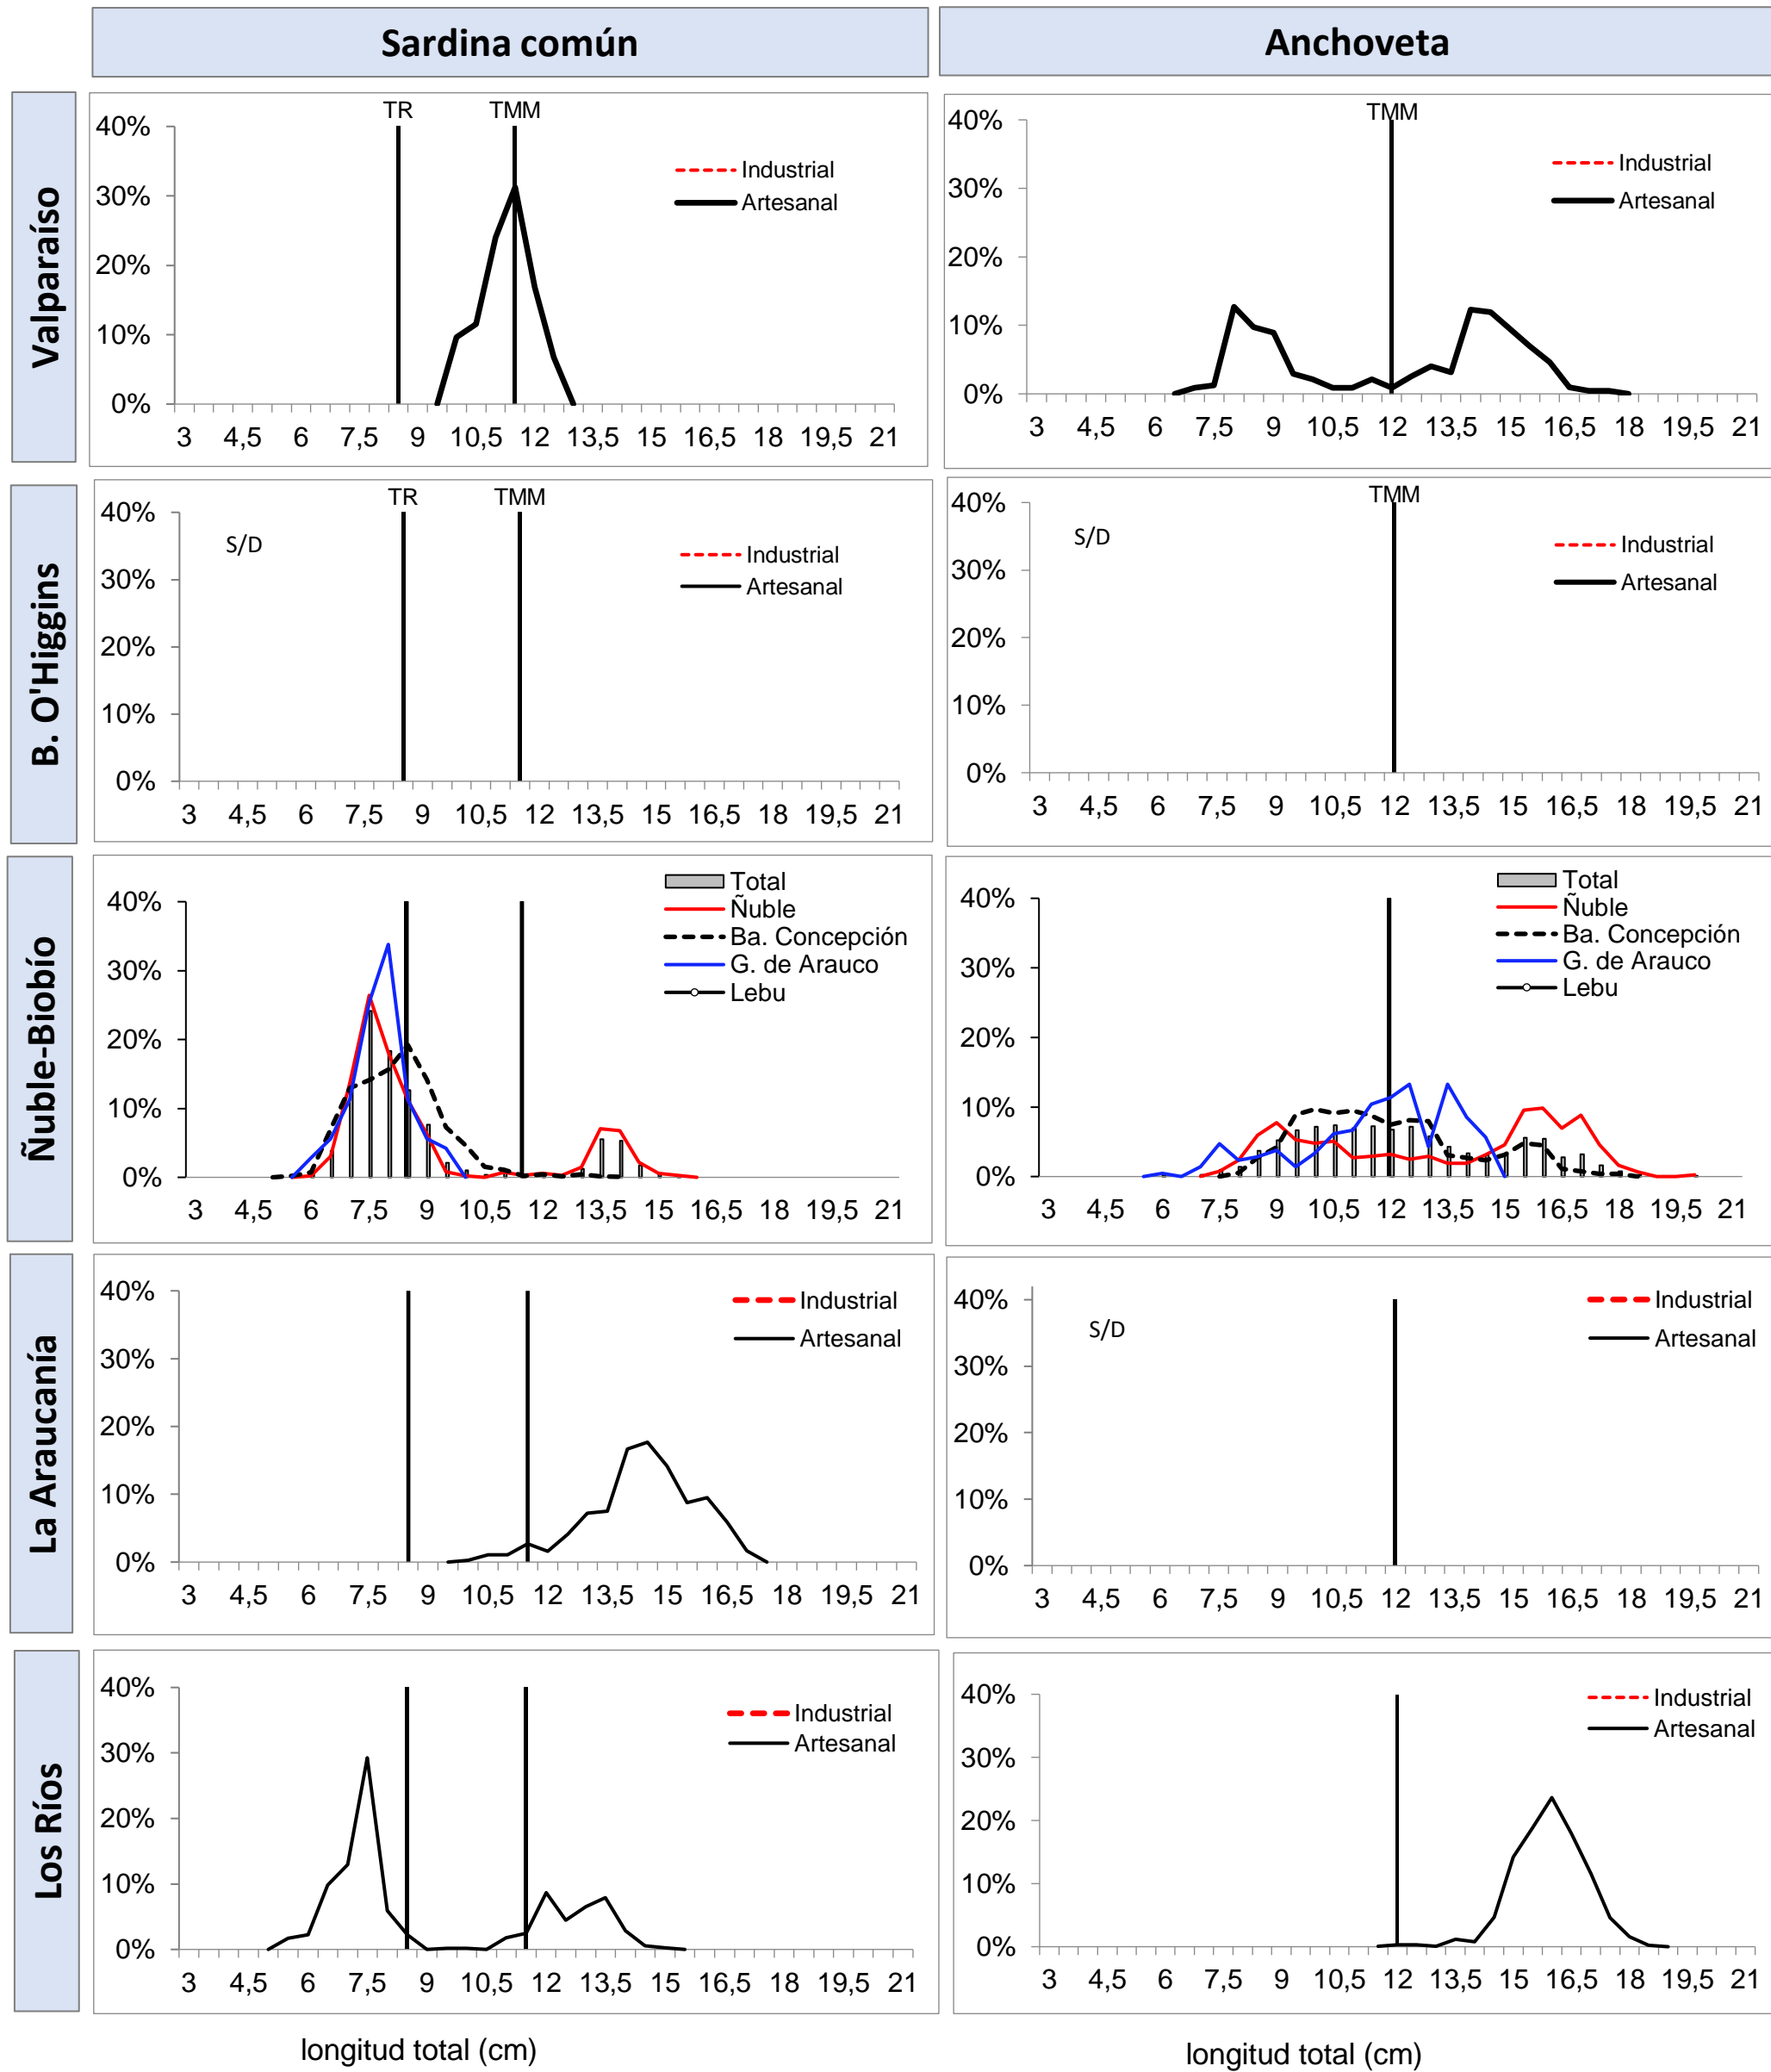 Sardina común
Anchoveta
Valparaíso
TR TMM
40%
30%
20%
10%
0%
Industrial
Artesanal
3 4,5 6 7,5 9 10,5 12 13,5 15 16,5 18 19,5 21
TMM
40%
30%
20%
10%
0%
Industrial
Artesanal
3 4,5 6 7,5 9 10,5 12 13,5 15 16,5 18 19,5 21
B. O'Higgins
TR TMM
S/D
40%
30%
20%
10%
0%
Industrial
Artesanal
3 4,5 6 7,5 9 10,5 12 13,5 15 16,5 18 19,5 21
TMM
S/D
40%
30%
20%
10%
0%
Industrial
Artesanal
3 4,5 6 7,5 9 10,5 12 13,5 15 16,5 18 19,5 21
Ñuble-Biobío
40%
30%
20%
10%
0%
Total
Ñuble
Ba. Concepción
G. de Arauco
Lebu
3 4,5 6 7,5 9 10,5 12 13,5 15 16,5 18 19,5 21
40%
30%
20%
10%
0%
Total
Ñuble
Ba. Concepción
G. de Arauco
Lebu
3 4,5 6 7,5 9 10,5 12 13,5 15 16,5 18 19,5 21
La Araucanía
40%
30%
20%
10%
0%
Industrial
Artesanal
3 4,5 6 7,5 9 10,5 12 13,5 15 16,5 18 19,5 21
S/D
40%
30%
20%
10%
0%
Industrial
Artesanal
3 4,5 6 7,5 9 10,5 12 13,5 15 16,5 18 19,5 21
Los Ríos
40%
30%
20%
10%
0%
Industrial
Artesanal
3 4,5 6 7,5 9 10,5 12 13,5 15 16,5 18 19,5 21
40%
30%
20%
10%
0%
Industrial
Artesanal
3 4,5 6 7,5 9 10,5 12 13,5 15 16,5 18 19,5 21
longitud total (cm)
longitud total (cm)